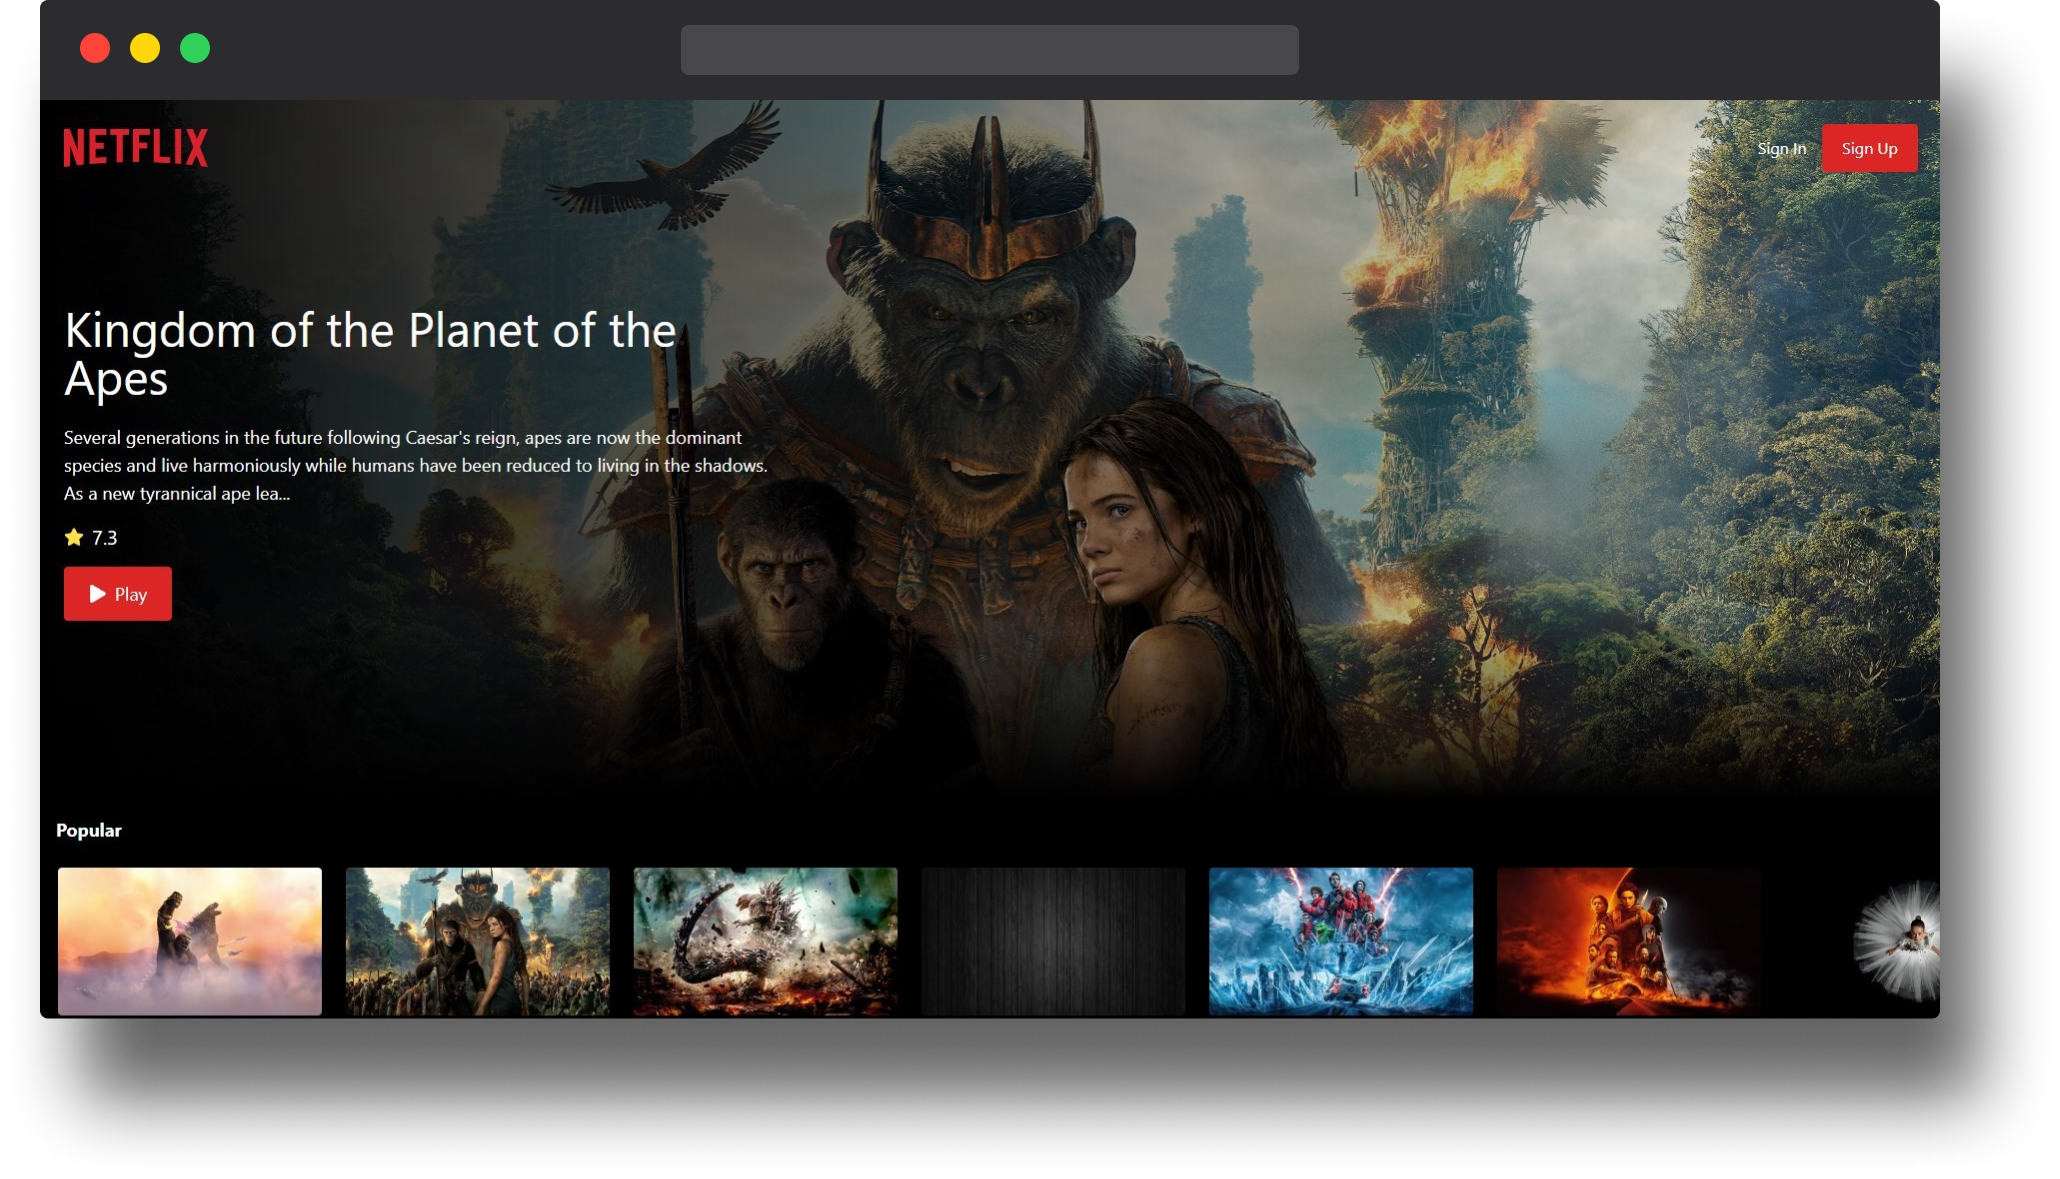 NETFLIX
Sign In
Sign Up
Kingdom of the Planet of the
Apes
Several generations in the future following Caesar's reign, apes are now the dominant
species and live harmoniously while humans have been reduced to living in the shadows.
As a new tyrannical ape lea...
7.3
Play
Popular